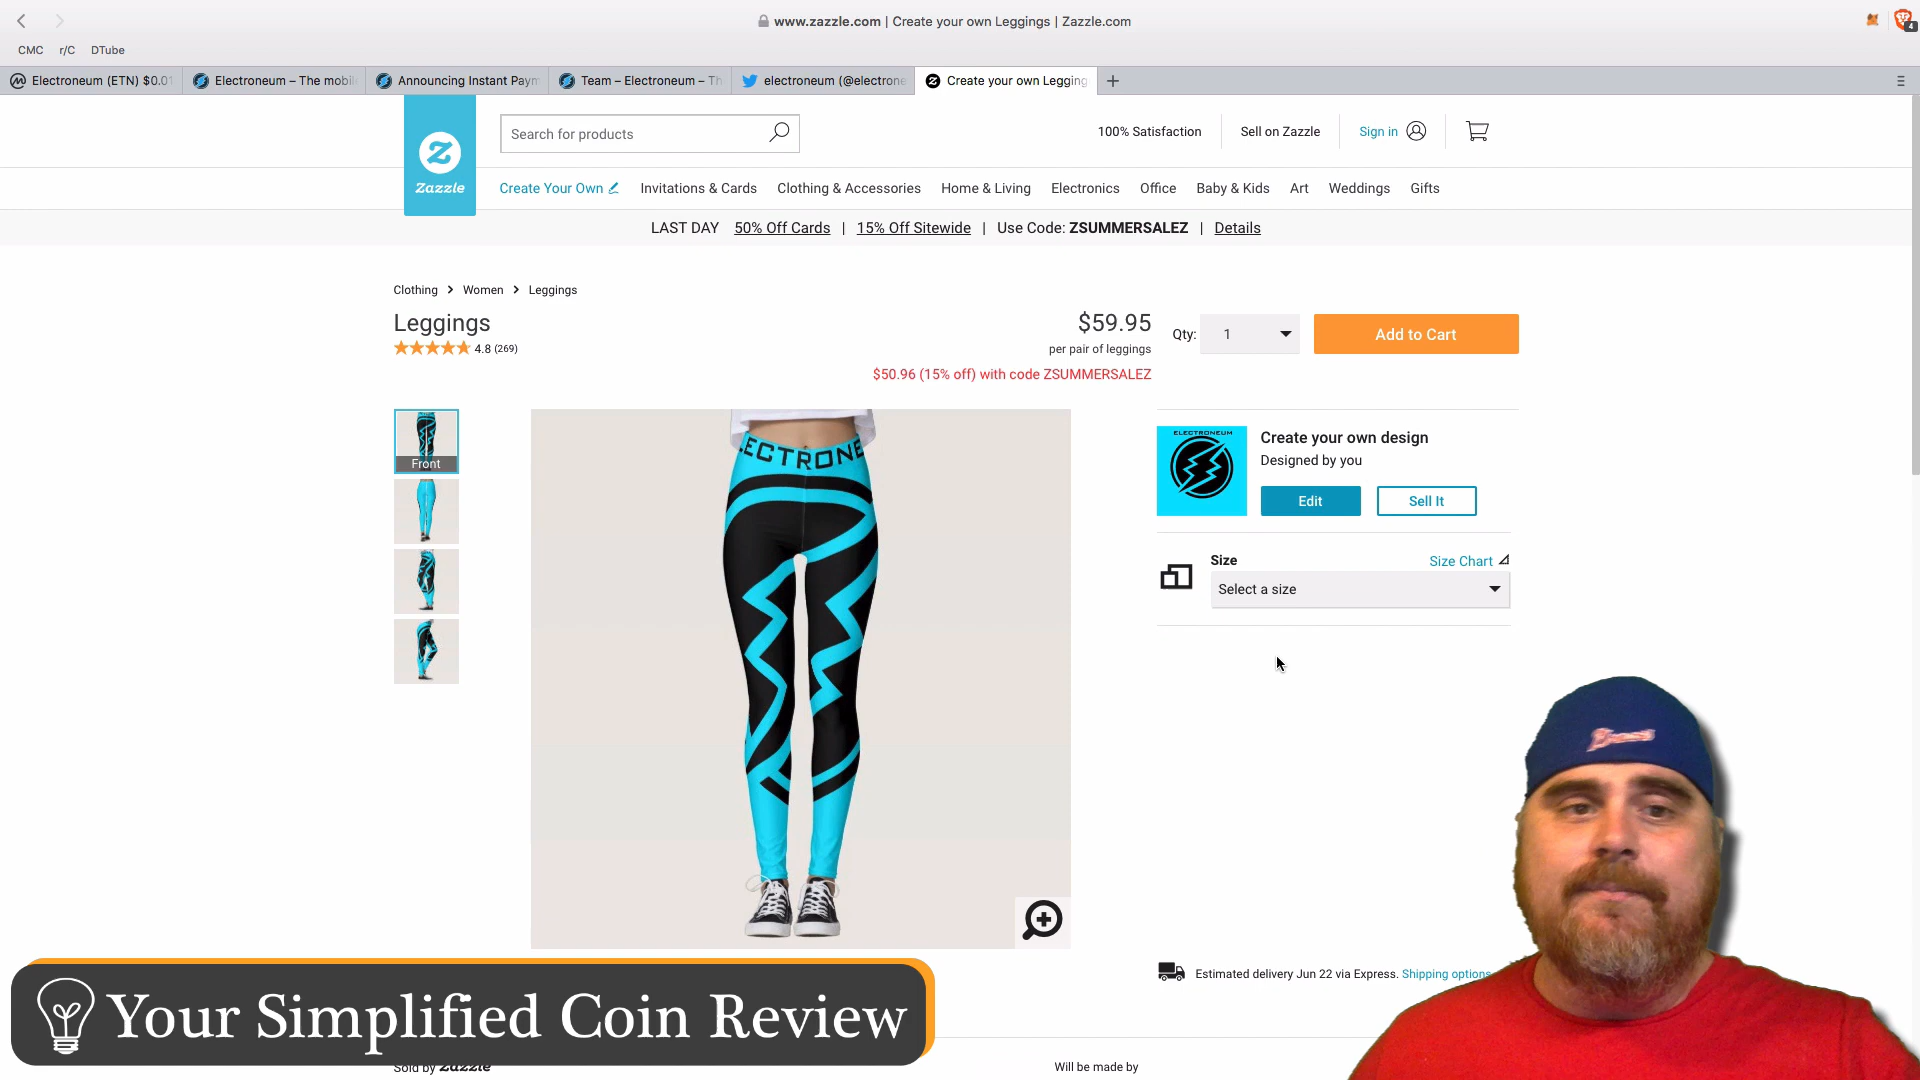 www.zazzle.com | Create your own Leggings | Zazzle.com
4
CMC r/C DTube
Electroneum (ETN) $0.01
Electroneum – The mobil
Announcing Instant Paym
Team – Electroneum – Th
electroneum (@electrone
Create your own Legging
Zazzle
Search for products
100% Satisfaction
Sell on Zazzle
Sign in
Create Your Own
Invitations & Cards
Clothing & Accessories
Home & Living
Electronics
Office
Baby & Kids
Art
Weddings
Gifts
LAST DAY 50% Off Cards | 15% Off Sitewide | Use Code: ZSUMMERSALEZ | Details
Clothing > Women > Leggings
Leggings
4.8 (269)
$59.95
per pair of leggings
$50.96 (15% off) with code ZSUMMERSALEZ
Qty: 1
Add to Cart
Front
ECTRONE
ELECTRONEUM
Create your own design
Designed by you
Edit
Sell It
Size
Size Chart
Select a size
Estimated delivery Jun 22 via Express. Shipping options
Your Simplified Coin Review
Sold by Zazzle
Will be made by